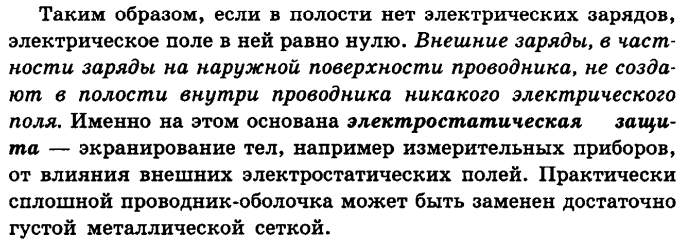 Таким образом, если в полости нет электрических зарядов,
электрическое поле в ней равно нулю. Внешние заряды, в част-
ности заряды на наружной поверхности проводника, не созда-
ют в полости внутри проводника никакого электрического
поля. Именно на этом основана электростатическая защи-
та — экранирование тел, например измерительных приборов,
от влияния внешних электростатических полей. Практически
сплошной проводник-оболочка может быть заменен достаточно
густой металлической сеткой.